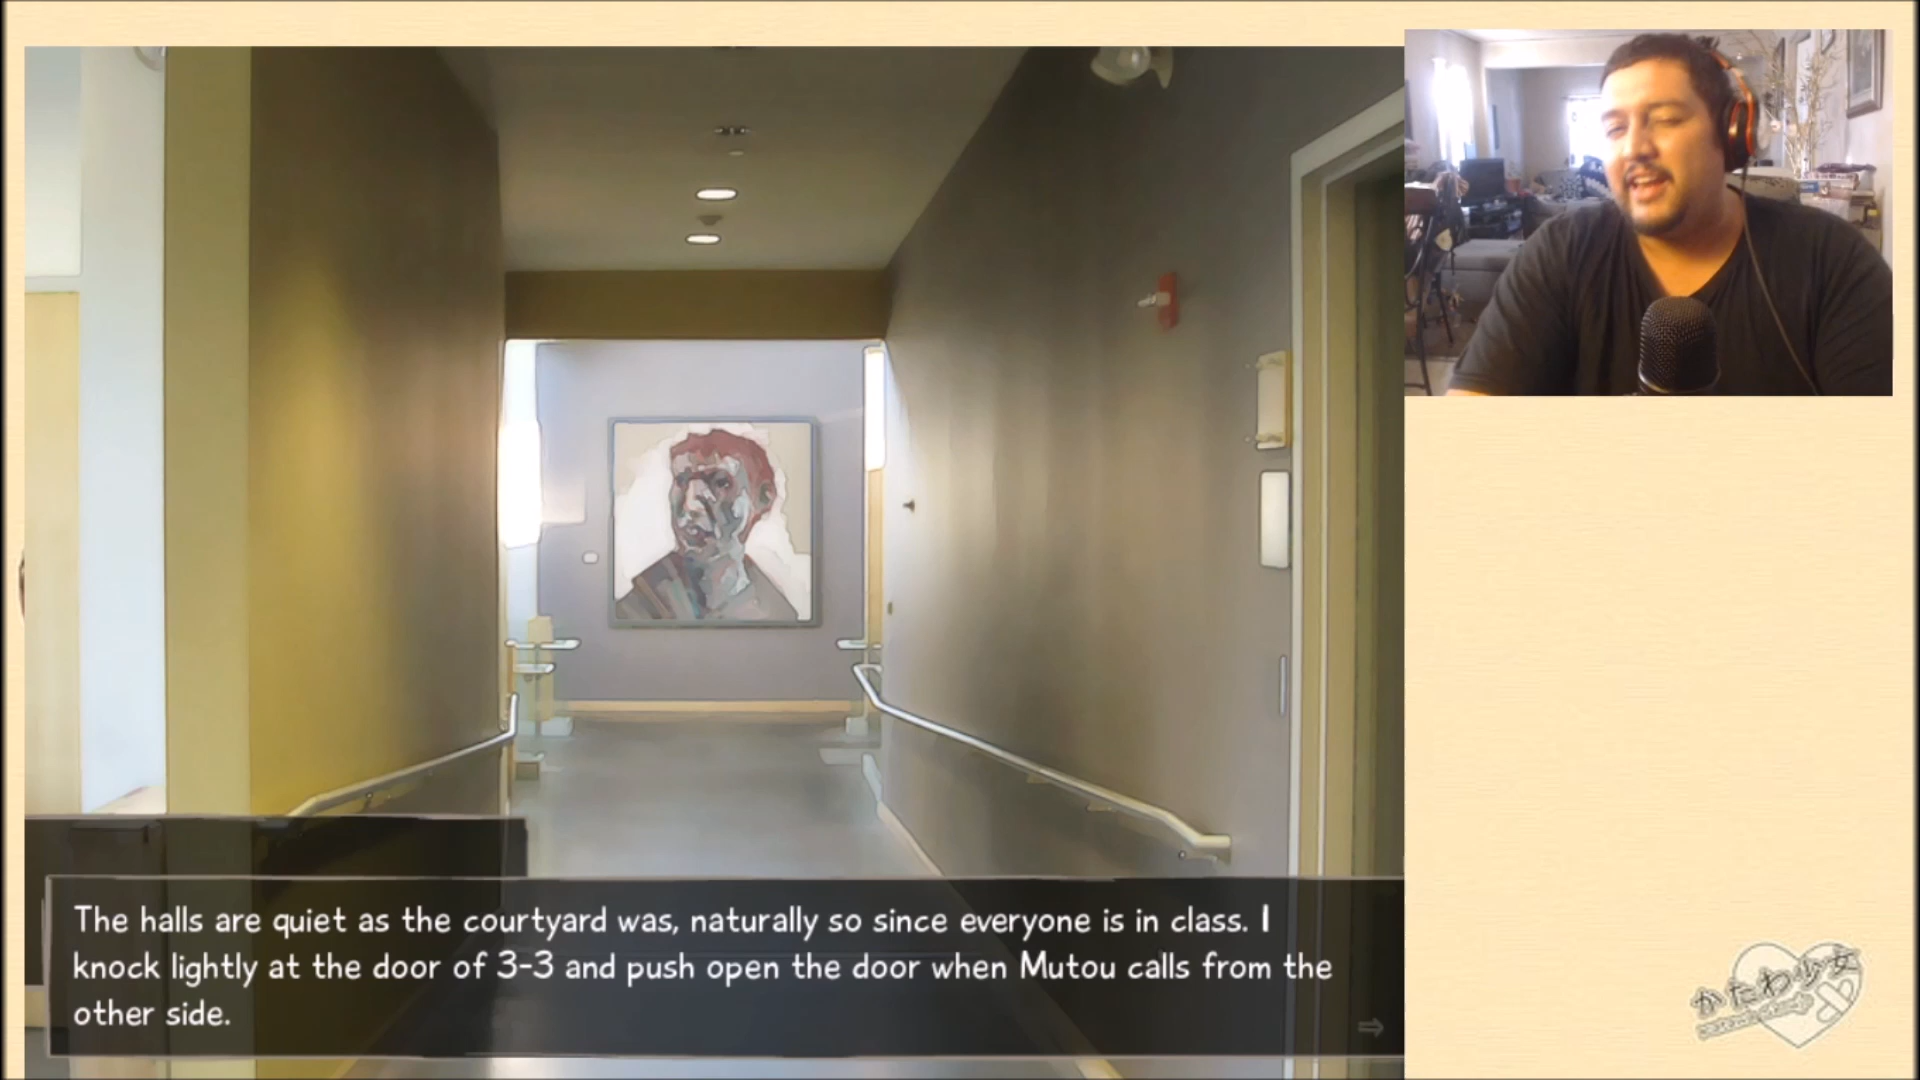 The halls are quiet as the courtyard was, naturally so since everyone is in class. I
knock lightly at the door of 3-3 and push open the door when Mutou calls from the
other side.
かたわ少女